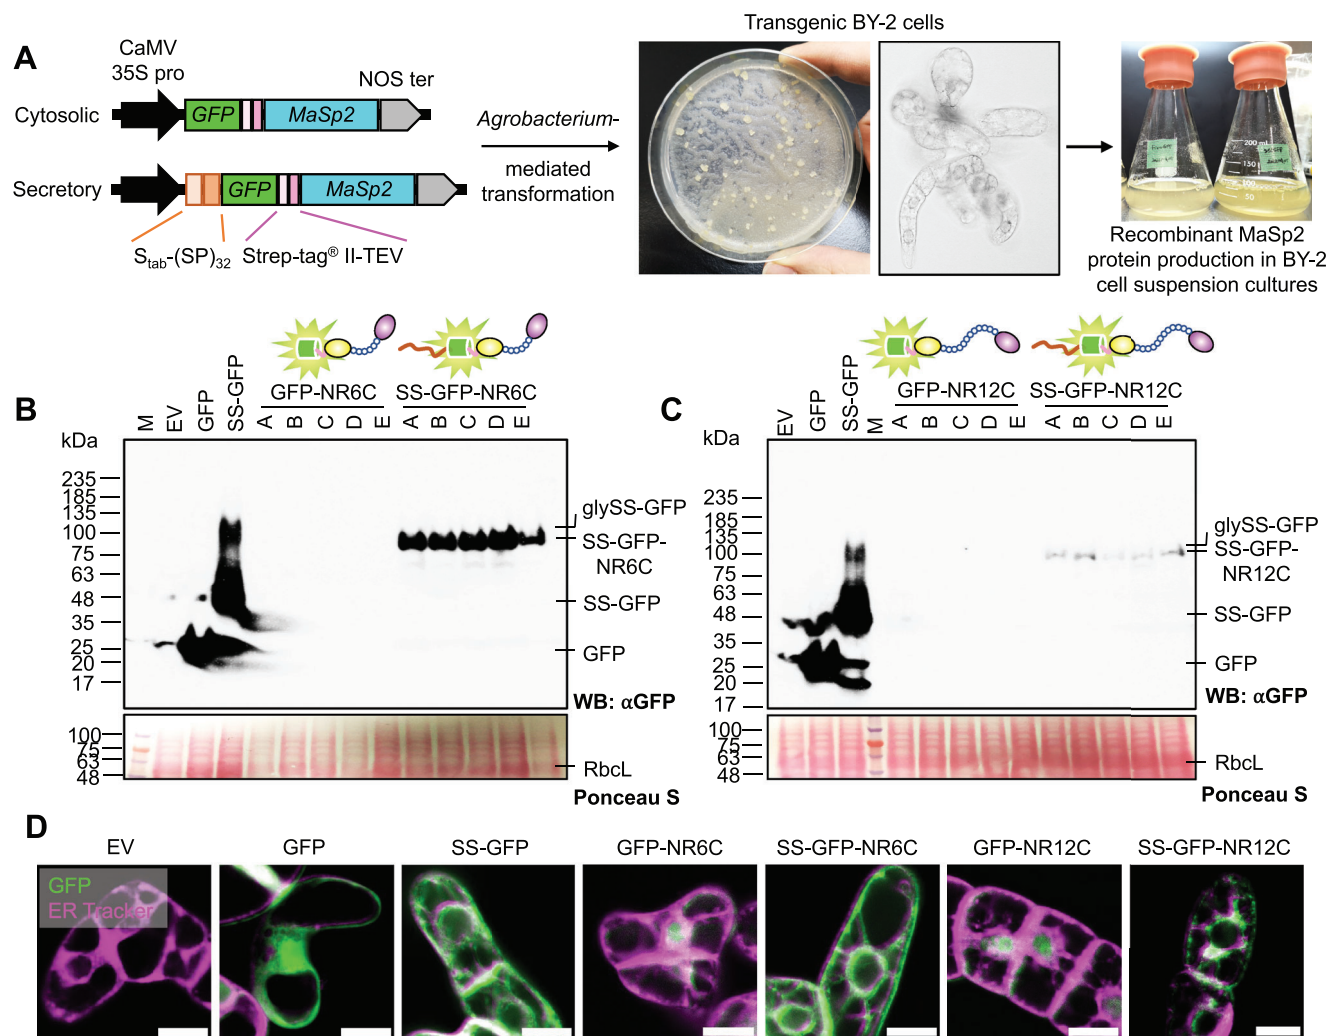 A
CaMV
35S pro
NOS ter
Cytosolic
GFP
MaSp2
Secretory
GFP
MaSp2
Stab-(SP)32
Strep-tag® II-TEV
Agrobacterium-
mediated
transformation
Transgenic BY-2 cells
200 mL
150
100
50
Recombinant MaSp2
protein production in BY-2
cell suspension cultures
B
GFP-NR6C
SS-GFP-NR6C
kDa
M
EV
GFP
SS-GFP
A
B
C
D
E
A
B
C
D
E
235
185
135
100
75
63
48
35
25
20
17
glySS-GFP
SS-GFP-
NR6C
SS-GFP
GFP
WB: αGFP
100
75
63
48
RbcL
Ponceau S
C
GFP-NR12C
SS-GFP-NR12C
kDa
EV
GFP
SS-GFP
M
A
B
C
D
E
A
B
C
D
E
235
185
135
100
75
63
48
35
25
20
17
glySS-GFP
SS-GFP-
NR12C
SS-GFP
GFP
WB: αGFP
100
75
63
48
RbcL
Ponceau S
D
EV
GFP
SS-GFP
GFP-NR6C
SS-GFP-NR6C
GFP-NR12C
SS-GFP-NR12C
GFP
ER Tracker